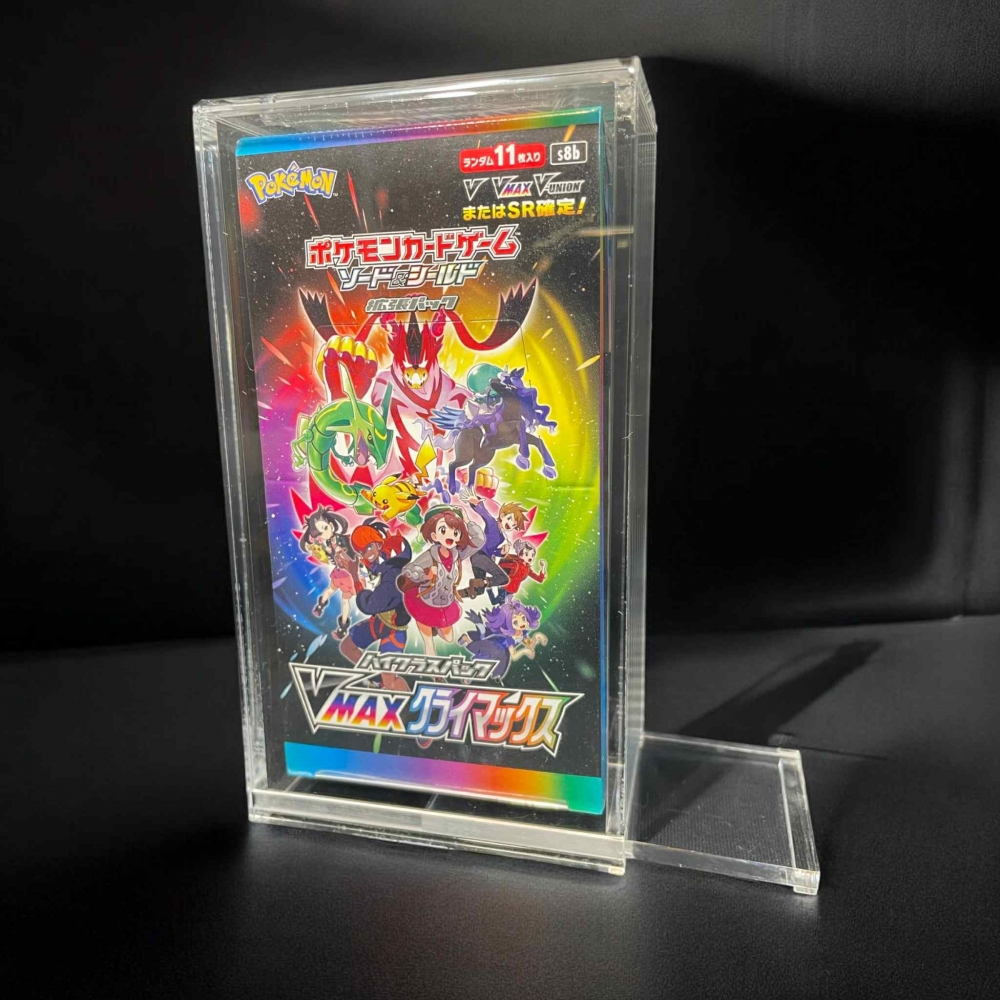 ランダム11枚入り s8b
POKéMON™
V VMAX V-UNION
またはSR確定!
ポケモンカードゲーム
ソード&シールド
拡張パック
ハイクラスパック
VMAXクライマックス